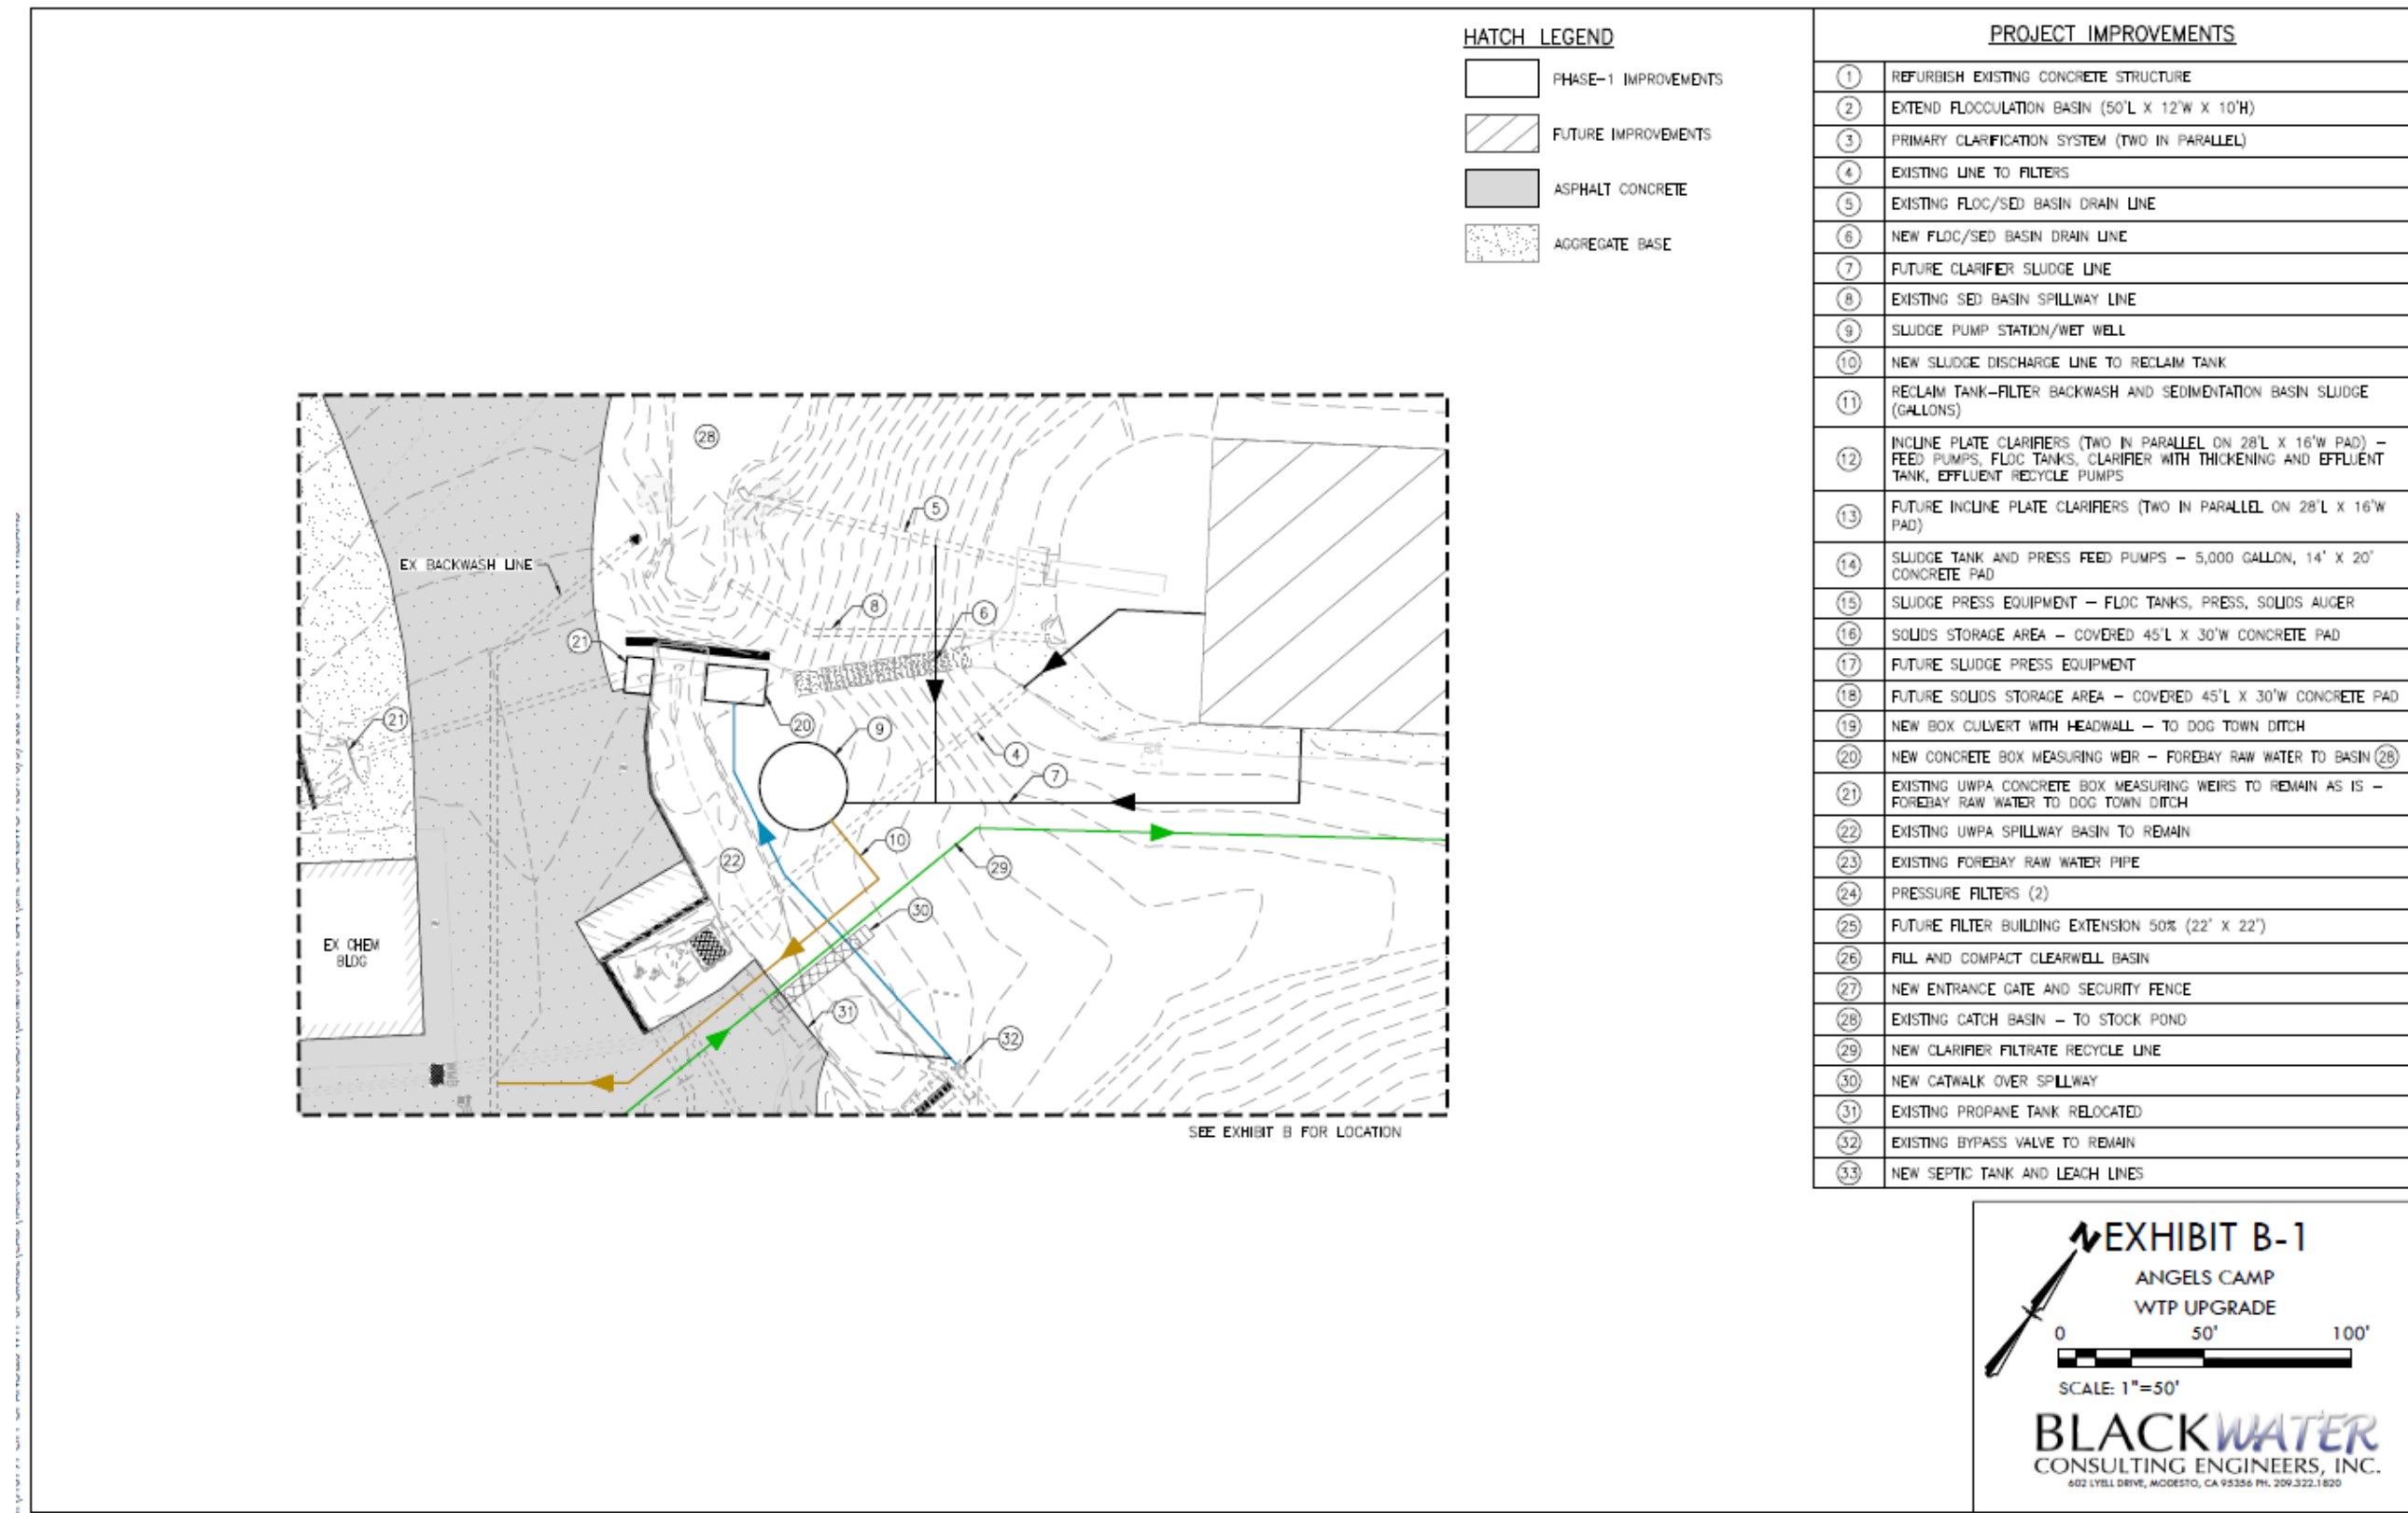 HATCH LEGEND
PHASE-1 IMPROVEMENTS
FUTURE IMPROVEMENTS
ASPHALT CONCRETE
AGGREGATE BASE
PROJECT IMPROVEMENTS
1 REFURBISH EXISTING CONCRETE STRUCTURE
2 EXTEND FLOCCULATION BASIN (50'L X 12'W X 10'H)
3 PRIMARY CLARIFICATION SYSTEM (TWO IN PARALLEL)
4 EXISTING LINE TO FILTERS
5 EXISTING FLOC/SED BASIN DRAIN LINE
6 NEW FLOC/SED BASIN DRAIN LINE
7 FUTURE CLARIFIER SLUDGE LINE
8 EXISTING SED BASIN SPILLWAY LINE
9 SLUDGE PUMP STATION/WET WELL
10 NEW SLUDGE DISCHARGE LINE TO RECLAIM TANK
11 RECLAIM TANK-FILTER BACKWASH AND SEDIMENTATION BASIN SLUDGE
(GALLONS)
12 INCLINE PLATE CLARIFIERS (TWO IN PARALLEL ON 28'L X 16'W PAD) -
FEED PUMPS, FLOC TANKS, CLARIFIER WITH THICKENING AND EFFLUENT
TANK, EFFLUENT RECYCLE PUMPS
13 FUTURE INCLINE PLATE CLARIFIERS (TWO IN PARALLEL ON 28'L X 16'W
PAD)
14 SLUDGE TANK AND PRESS FEED PUMPS - 5,000 GALLON, 14' X 20'
CONCRETE PAD
15 SLUDGE PRESS EQUIPMENT - FLOC TANKS, PRESS, SOLIDS AUGER
16 SOLIDS STORAGE AREA - COVERED 45'L X 30'W CONCRETE PAD
17 FUTURE SLUDGE PRESS EQUIPMENT
18 FUTURE SOLIDS STORAGE AREA - COVERED 45'L X 30'W CONCRETE PAD
19 NEW BOX CULVERT WITH HEADWALL - TO DOG TOWN DITCH
20 NEW CONCRETE BOX MEASURING WEIR - FOREBAY RAW WATER TO BASIN 28
21 EXISTING UWPA CONCRETE BOX MEASURING WEIRS TO REMAIN AS IS -
FOREBAY RAW WATER TO DOG TOWN DITCH
22 EXISTING UWPA SPILLWAY BASIN TO REMAIN
23 EXISTING FOREBAY RAW WATER PIPE
24 PRESSURE FILTERS (2)
25 FUTURE FILTER BUILDING EXTENSION 50% (22' X 22')
26 FILL AND COMPACT CLEARWELL BASIN
27 NEW ENTRANCE GATE AND SECURITY FENCE
28 EXISTING CATCH BASIN - TO STOCK POND
29 NEW CLARIFIER FILTRATE RECYCLE LINE
30 NEW CATWALK OVER SPILLWAY
31 EXISTING PROPANE TANK RELOCATED
32 EXISTING BYPASS VALVE TO REMAIN
33 NEW SEPTIC TANK AND LEACH LINES
28
5
EX BACKWASH LINE
8
6
21
21
20
9
4
7
10
22
29
30
EX CHEM
BLDG
31
32
SEE EXHIBIT B FOR LOCATION
N
EXHIBIT B-1
ANGELS CAMP
WTP UPGRADE
0 50' 100'
SCALE: 1"=50'
BLACKWATER
CONSULTING ENGINEERS, INC.
602 LYELL DRIVE, MODESTO, CA 95356 PH. 209.322.1820